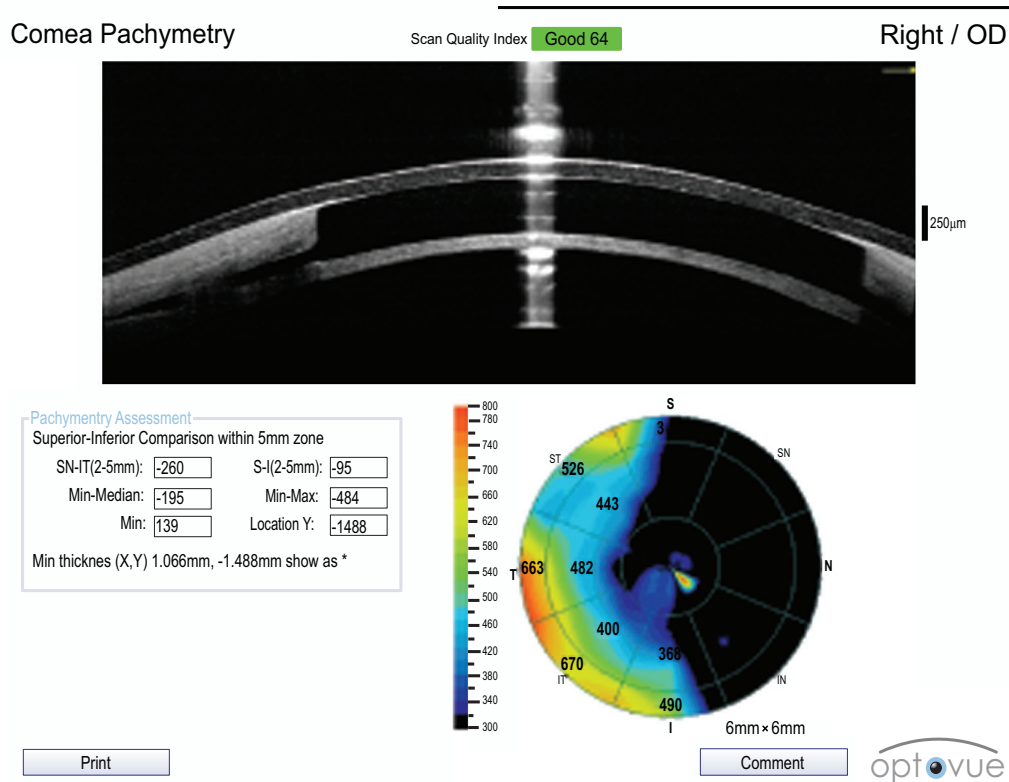 Comea Pachymetry
Scan Quality Index Good 64
Right / OD
250μm
Pachymentry Assessment
Superior-Inferior Comparison within 5mm zone
SN-IT(2-5mm): -260 S-I(2-5mm): -95
Min-Median: -195 Min-Max: -484
Min: 139 Location Y: -1488
Min thicknes (X,Y) 1.066mm, -1.488mm show as *
800
780
740
700
660
620
580
540
500
460
420
380
340
300
S
3
SN
ST
526
443
T
663
482
N
400
368
670
IT
IN
490
I
6mm×6mm
Print
Comment
optovue